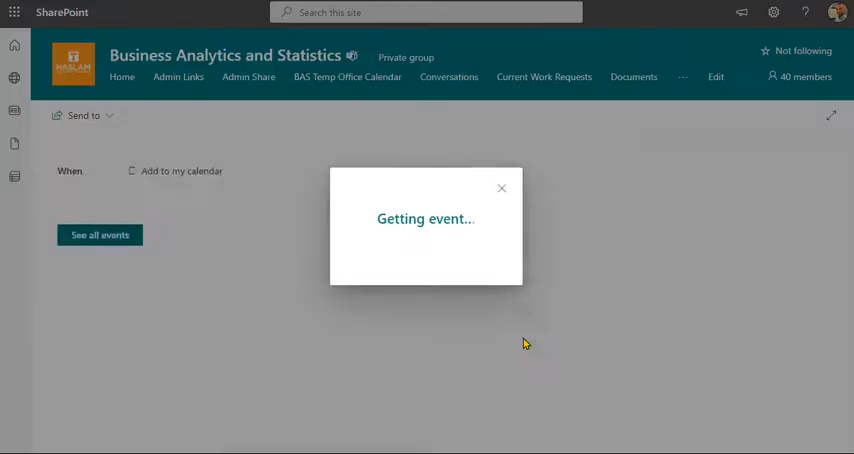 SharePoint
Search this site
HASLAM
Business Analytics and Statistics
Private group
Not following
Home Admin Links Admin Share BAS Temp Office Calendar Conversations Current Work Requests Documents ... Edit
40 members
Send to
When Add to my calendar
Getting event...
See all events